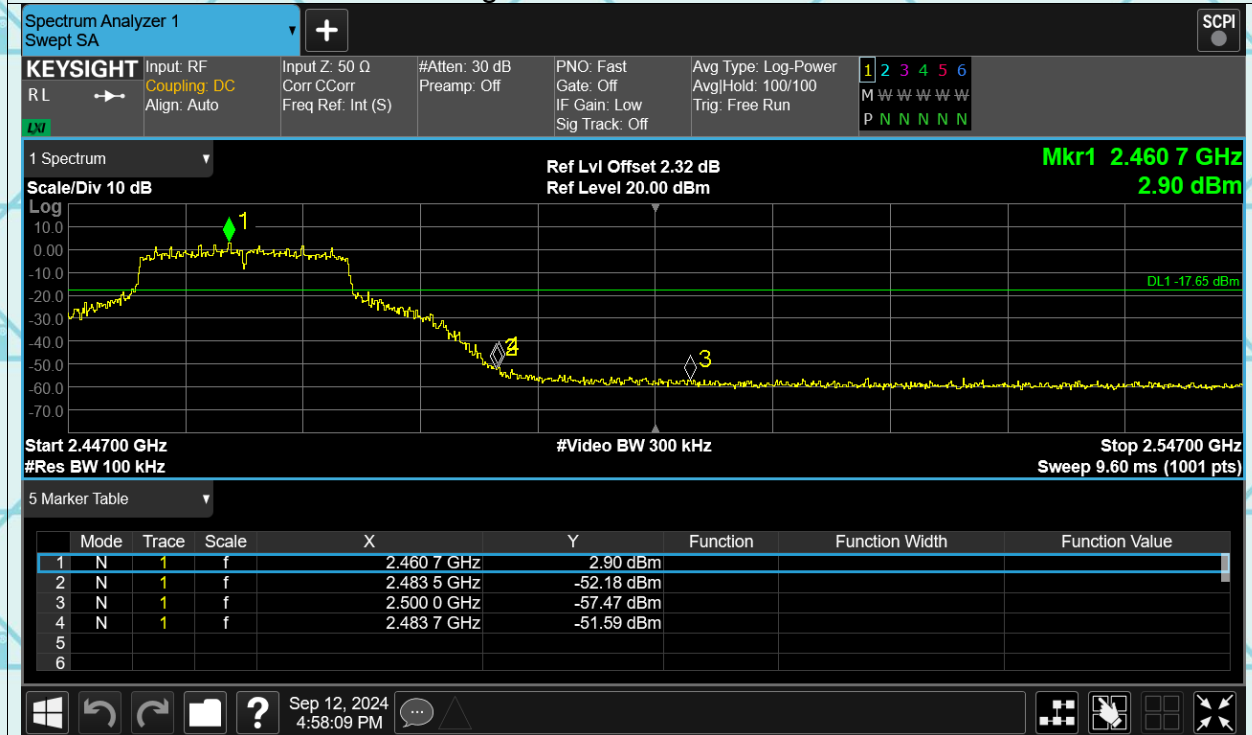 Spectrum Analyzer 1
Swept SA
+
SCPI
KEYSIGHT Input: RF Input Z: 50 Ω #Atten: 30 dB PNO: Fast Avg Type: Log-Power 1 2 3 4 5 6
R L Coupling: DC Corr CCorr Preamp: Off Gate: Off Avg|Hold: 100/100 M W W W W W
Align: Auto Freq Ref: Int (S) IF Gain: Low Trig: Free Run
LXI Sig Track: Off P N N N N N
1 Spectrum
Ref Lvl Offset 2.32 dB
Mkr1 2.460 7 GHz
Scale/Div 10 dB Ref Level 20.00 dBm 2.90 dBm
Log
1
10.0
0.00
-10.0
DL1 -17.65 dBm
-20.0
-30.0
-40.0
-50.0
3
-60.0
-70.0
Start 2.44700 GHz #Video BW 300 kHz Stop 2.54700 GHz
#Res BW 100 kHz Sweep 9.60 ms (1001 pts)
5 Marker Table
Mode Trace Scale X Y Function Function Width Function Value
1 N 1 f 2.460 7 GHz 2.90 dBm
2 N 1 f 2.483 5 GHz -52.18 dBm
3 N 1 f 2.500 0 GHz -57.47 dBm
4 N 1 f 2.483 7 GHz -51.59 dBm
5
6
?
Sep 12, 2024
4:58:09 PM